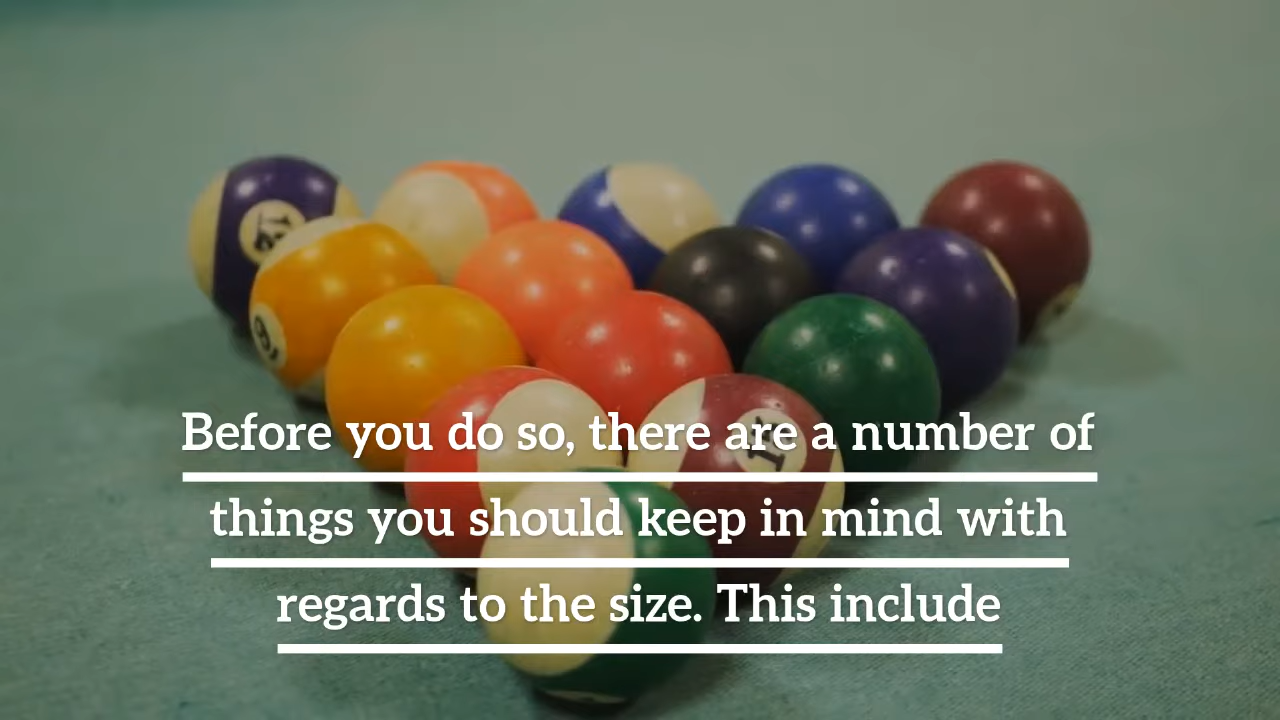 Before you do so, there are a number of
things you should keep in mind with
regards to the size. This include